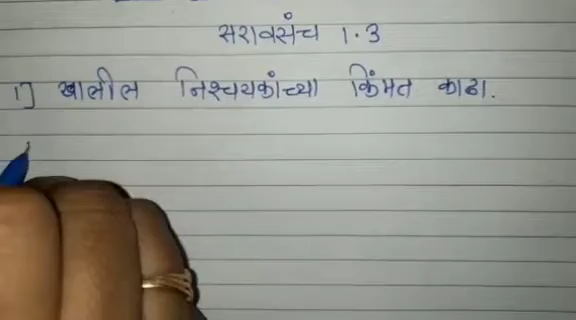 सरावसंच 1.3
1] खालील निश्चयकांच्या किंमत काढा.